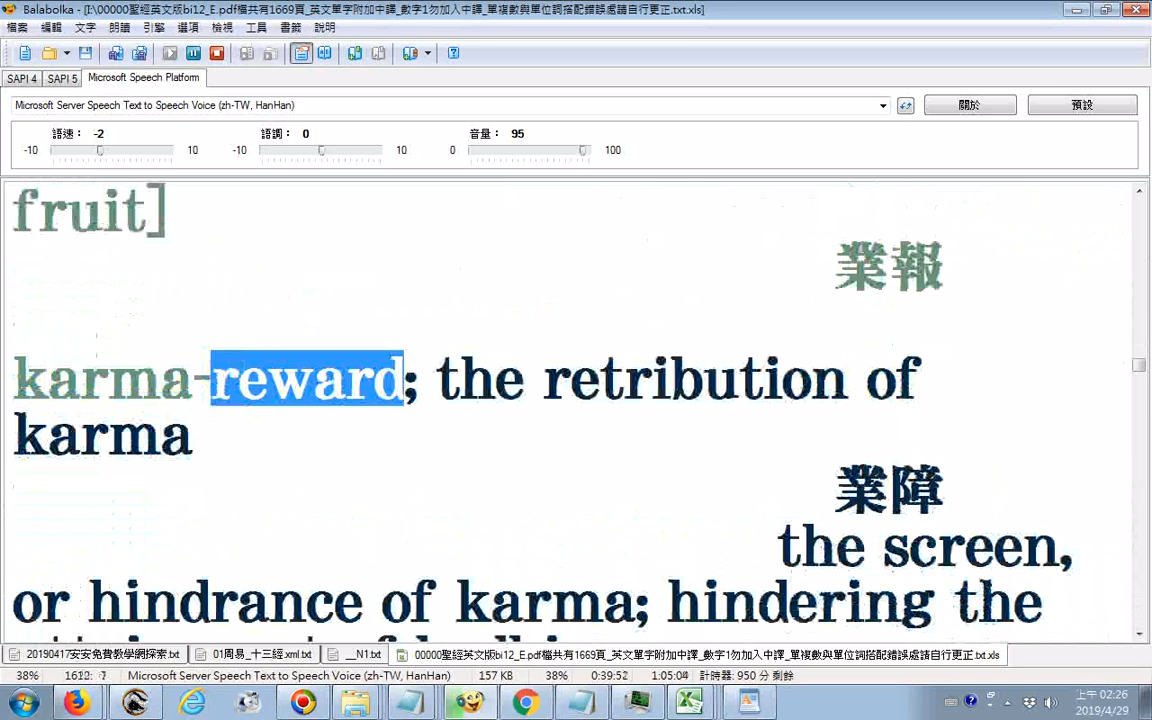 Balabolka - [I:\00000聖經英文版bi12_E.pdf檔共有1669頁_英文單字附加中譯_數字1勿加入中譯_單複數與單位詞搭配錯誤處請自行更正.txt.xls]
檔案 編輯 文字 朗讀 引擎 選項 檢視 工具 書籤 說明
SAPI 4 SAPI 5 Microsoft Speech Platform
Microsoft Server Speech Text to Speech Voice (zh-TW, HanHan) 關於 預設
語速： -2 語調： 0 音量： 95
-10 10 -10 10 0 100
fruit]
業報
karma-reward; the retribution of
karma
業障
the screen,
or hindrance of karma; hindering the
20190417安安免費教學網探索.txt 01周易_十三經.xml.txt __N1.txt 00000聖經英文版bi12_E.pdf檔共有1669頁_英文單字附加中譯_數字1勿加入中譯_單複數與單位詞搭配錯誤處請自行更正.txt.xls
38% Microsoft Server Speech Text to Speech Voice (zh-TW, HanHan) 157 KB 38% 0:39:52 1:05:04 計時器: 950 分 剩餘
上午 02:26
2019/4/29